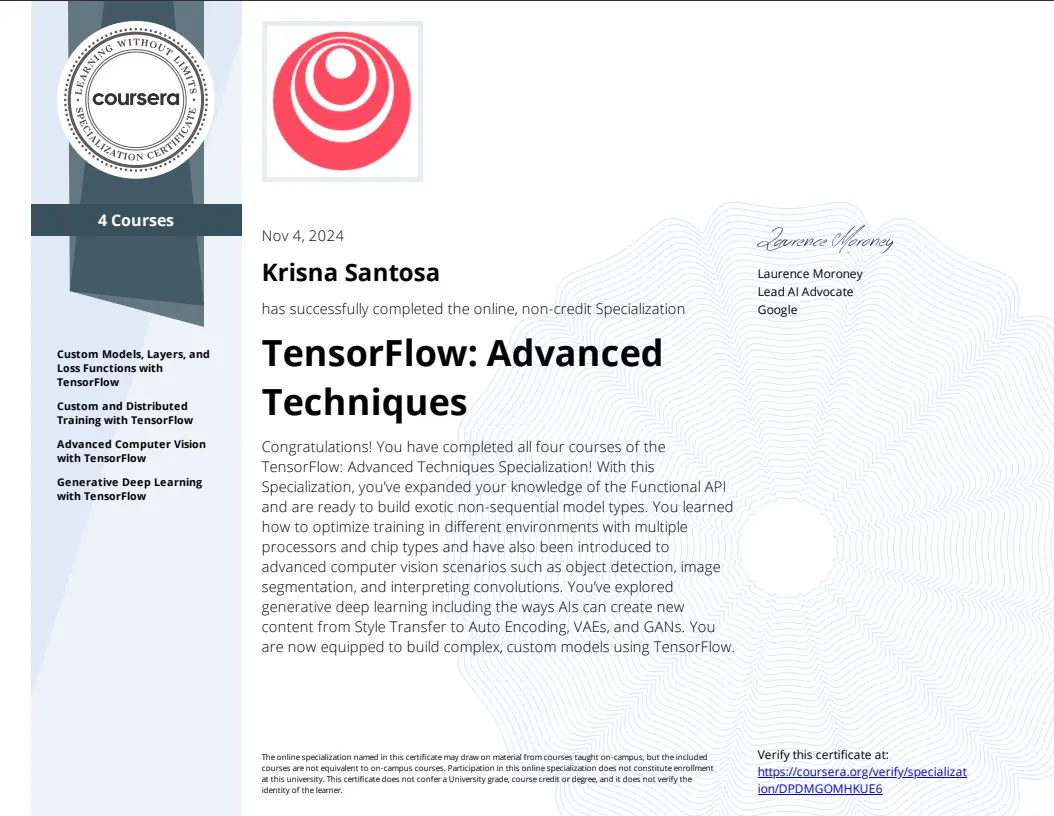 LEARNING WITHOUT LIMITS
coursera
SPECIALIZATION CERTIFICATE
4 Courses
Custom Models, Layers, and
Loss Functions with
TensorFlow
Custom and Distributed
Training with TensorFlow
Advanced Computer Vision
with TensorFlow
Generative Deep Learning
with TensorFlow
Nov 4, 2024
Krisna Santosa
has successfully completed the online, non-credit Specialization
TensorFlow: Advanced
Techniques
Congratulations! You have completed all four courses of the
TensorFlow: Advanced Techniques Specialization! With this
Specialization, you’ve expanded your knowledge of the Functional API
and are ready to build exotic non-sequential model types. You learned
how to optimize training in different environments with multiple
processors and chip types and have also been introduced to
advanced computer vision scenarios such as object detection, image
segmentation, and interpreting convolutions. You’ve explored
generative deep learning including the ways AIs can create new
content from Style Transfer to Auto Encoding, VAEs, and GANs. You
are now equipped to build complex, custom models using TensorFlow.
Laurence Moroney
Laurence Moroney
Lead AI Advocate
Google
The online specialization named in this certificate may draw on material from courses taught on-campus, but the included
courses are not equivalent to on-campus courses. Participation in this online specialization does not constitute enrollment
at this university. This certificate does not confer a University grade, course credit or degree, and it does not verify the
identity of the learner.
Verify this certificate at:
https://coursera.org/verify/specializat
ion/DPDMGOMHKUE6